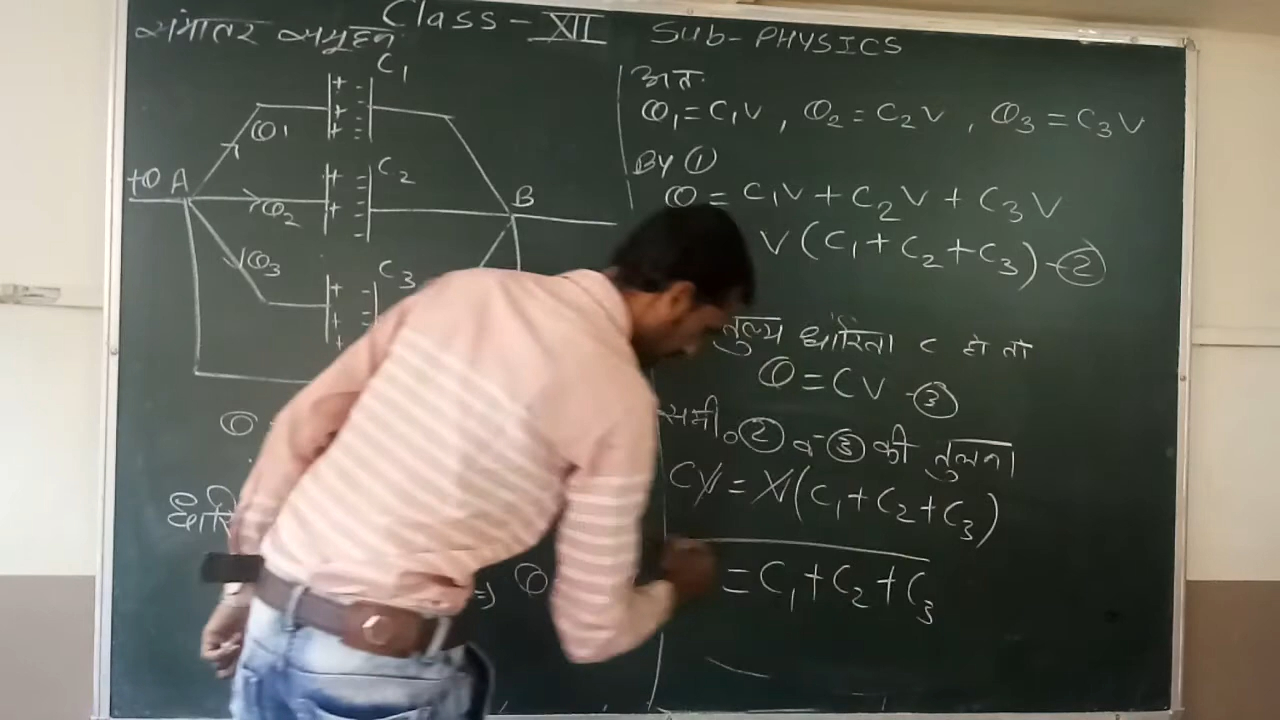 Class - XII Sub-PHYSICS
समान्तर समूहन
C1
Q1
+Q A
C2
Q2
B
Q3
C3
Q
धारि
Q
अतः
Q1 = C1V , Q2 = C2V , Q3 = C3V
By ①
Q = C1V + C2V + C3V
V(C1 + C2 + C3) - ②
तुल्य धारिता C हो तो
Q = CV - ③
समी० ② व ③ की तुलना
CV = V(C1 + C2 + C3)
= C1 + C2 + C3